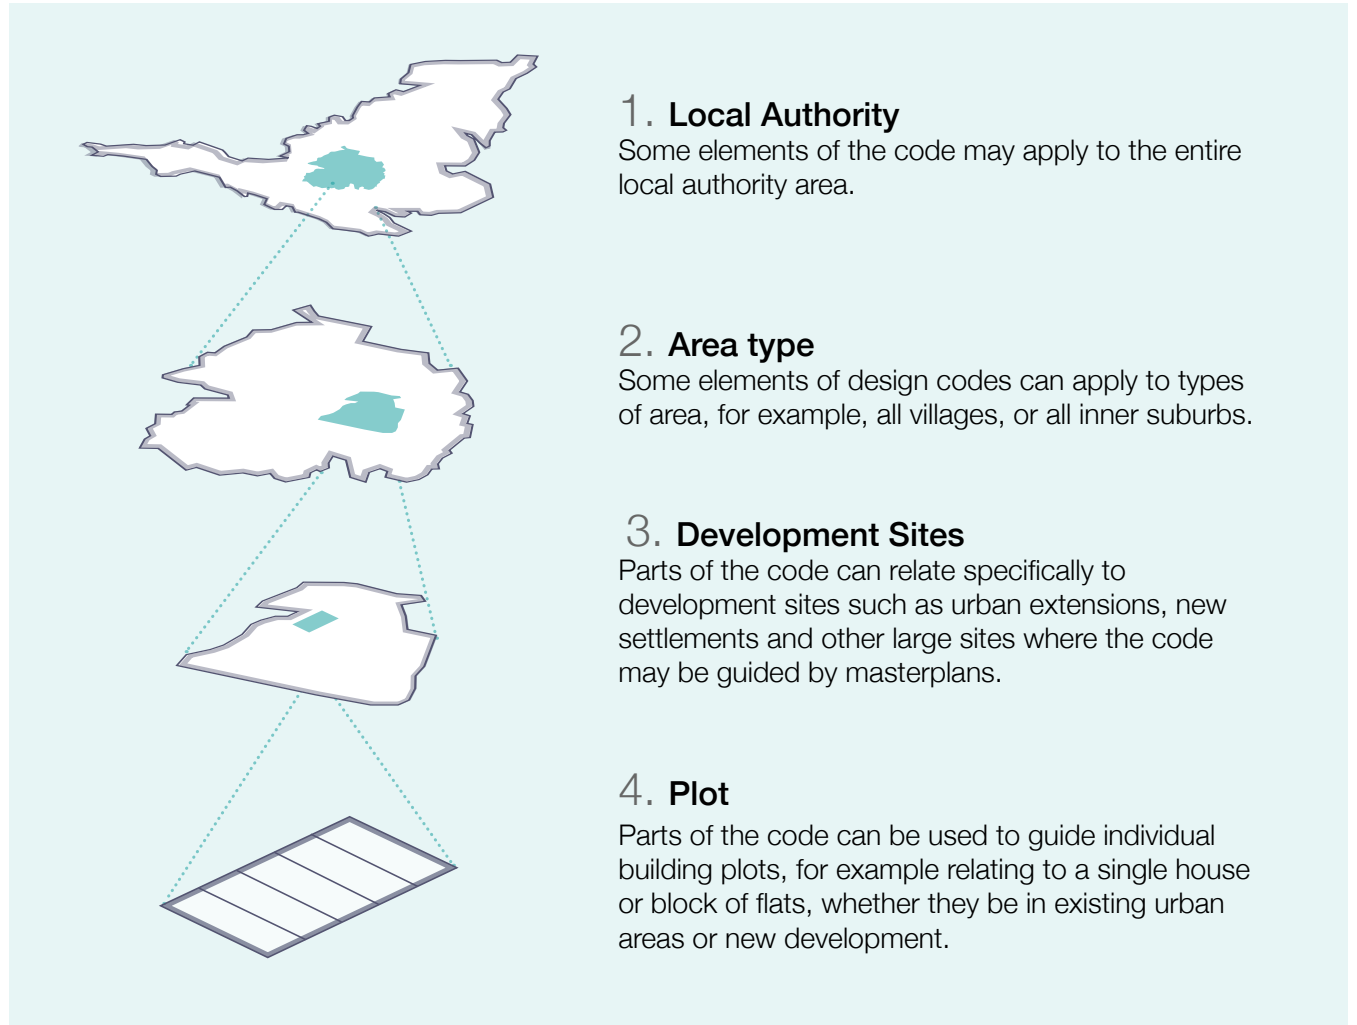 1. Local Authority
Some elements of the code may apply to the entire
local authority area.
2. Area type
Some elements of design codes can apply to types
of area, for example, all villages, or all inner suburbs.
3. Development Sites
Parts of the code can relate specifically to
development sites such as urban extensions, new
settlements and other large sites where the code
may be guided by masterplans.
4. Plot
Parts of the code can be used to guide individual
building plots, for example relating to a single house
or block of flats, whether they be in existing urban
areas or new development.